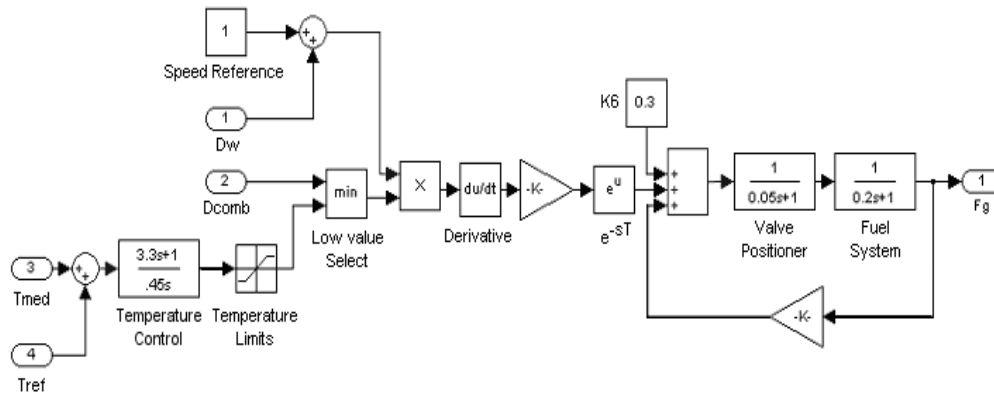 1
Speed Reference
+
+
1
Dw
K6
0.3
2
Dcomb
min
Low value
Select
X
du/dt
Derivative
-K-
e^u
e^-sT
+
+
+
1
0.05s+1
Valve
Positioner
1
0.2s+1
Fuel
System
1
Fg
3
Tmed
+
+
3.3s+1
.45s
Temperature
Control
Temperature
Limits
-K-
4
Tref